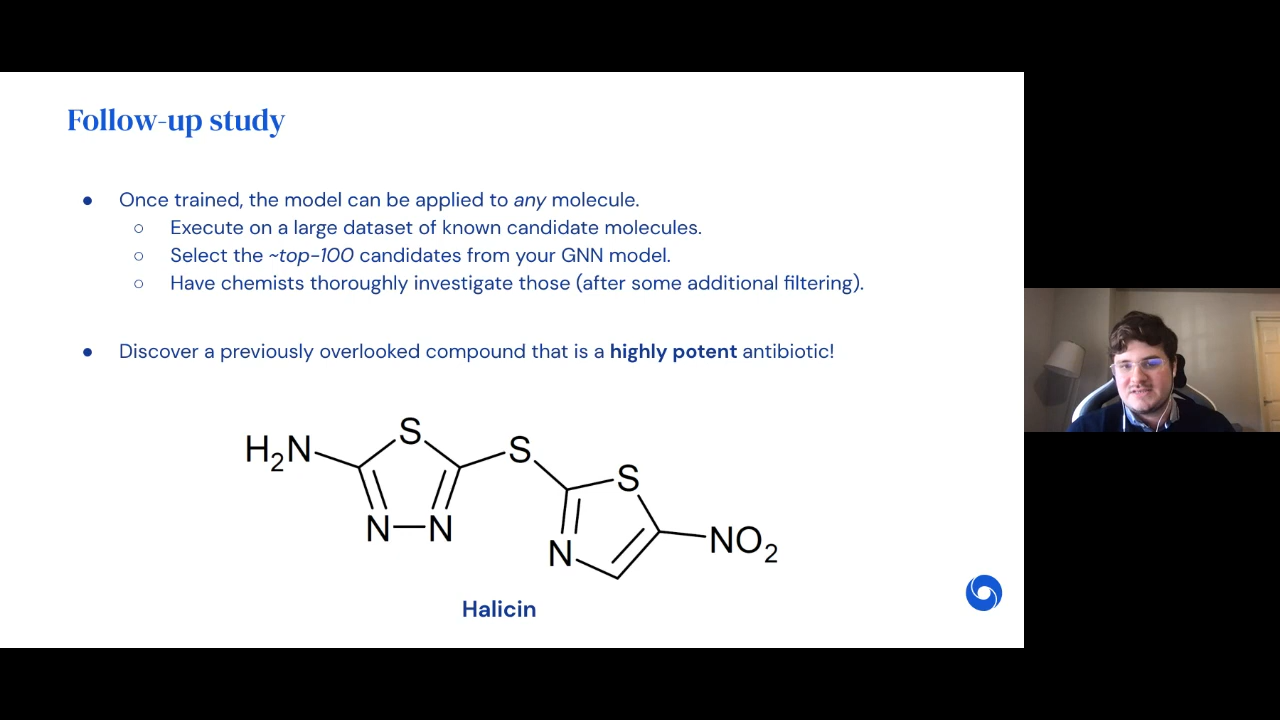 Follow-up study
● Once trained, the model can be applied to any molecule.
○ Execute on a large dataset of known candidate molecules.
○ Select the ~top-100 candidates from your GNN model.
○ Have chemists thoroughly investigate those (after some additional filtering).
● Discover a previously overlooked compound that is a highly potent antibiotic!
H₂N S S S
N N N NO₂
Halicin